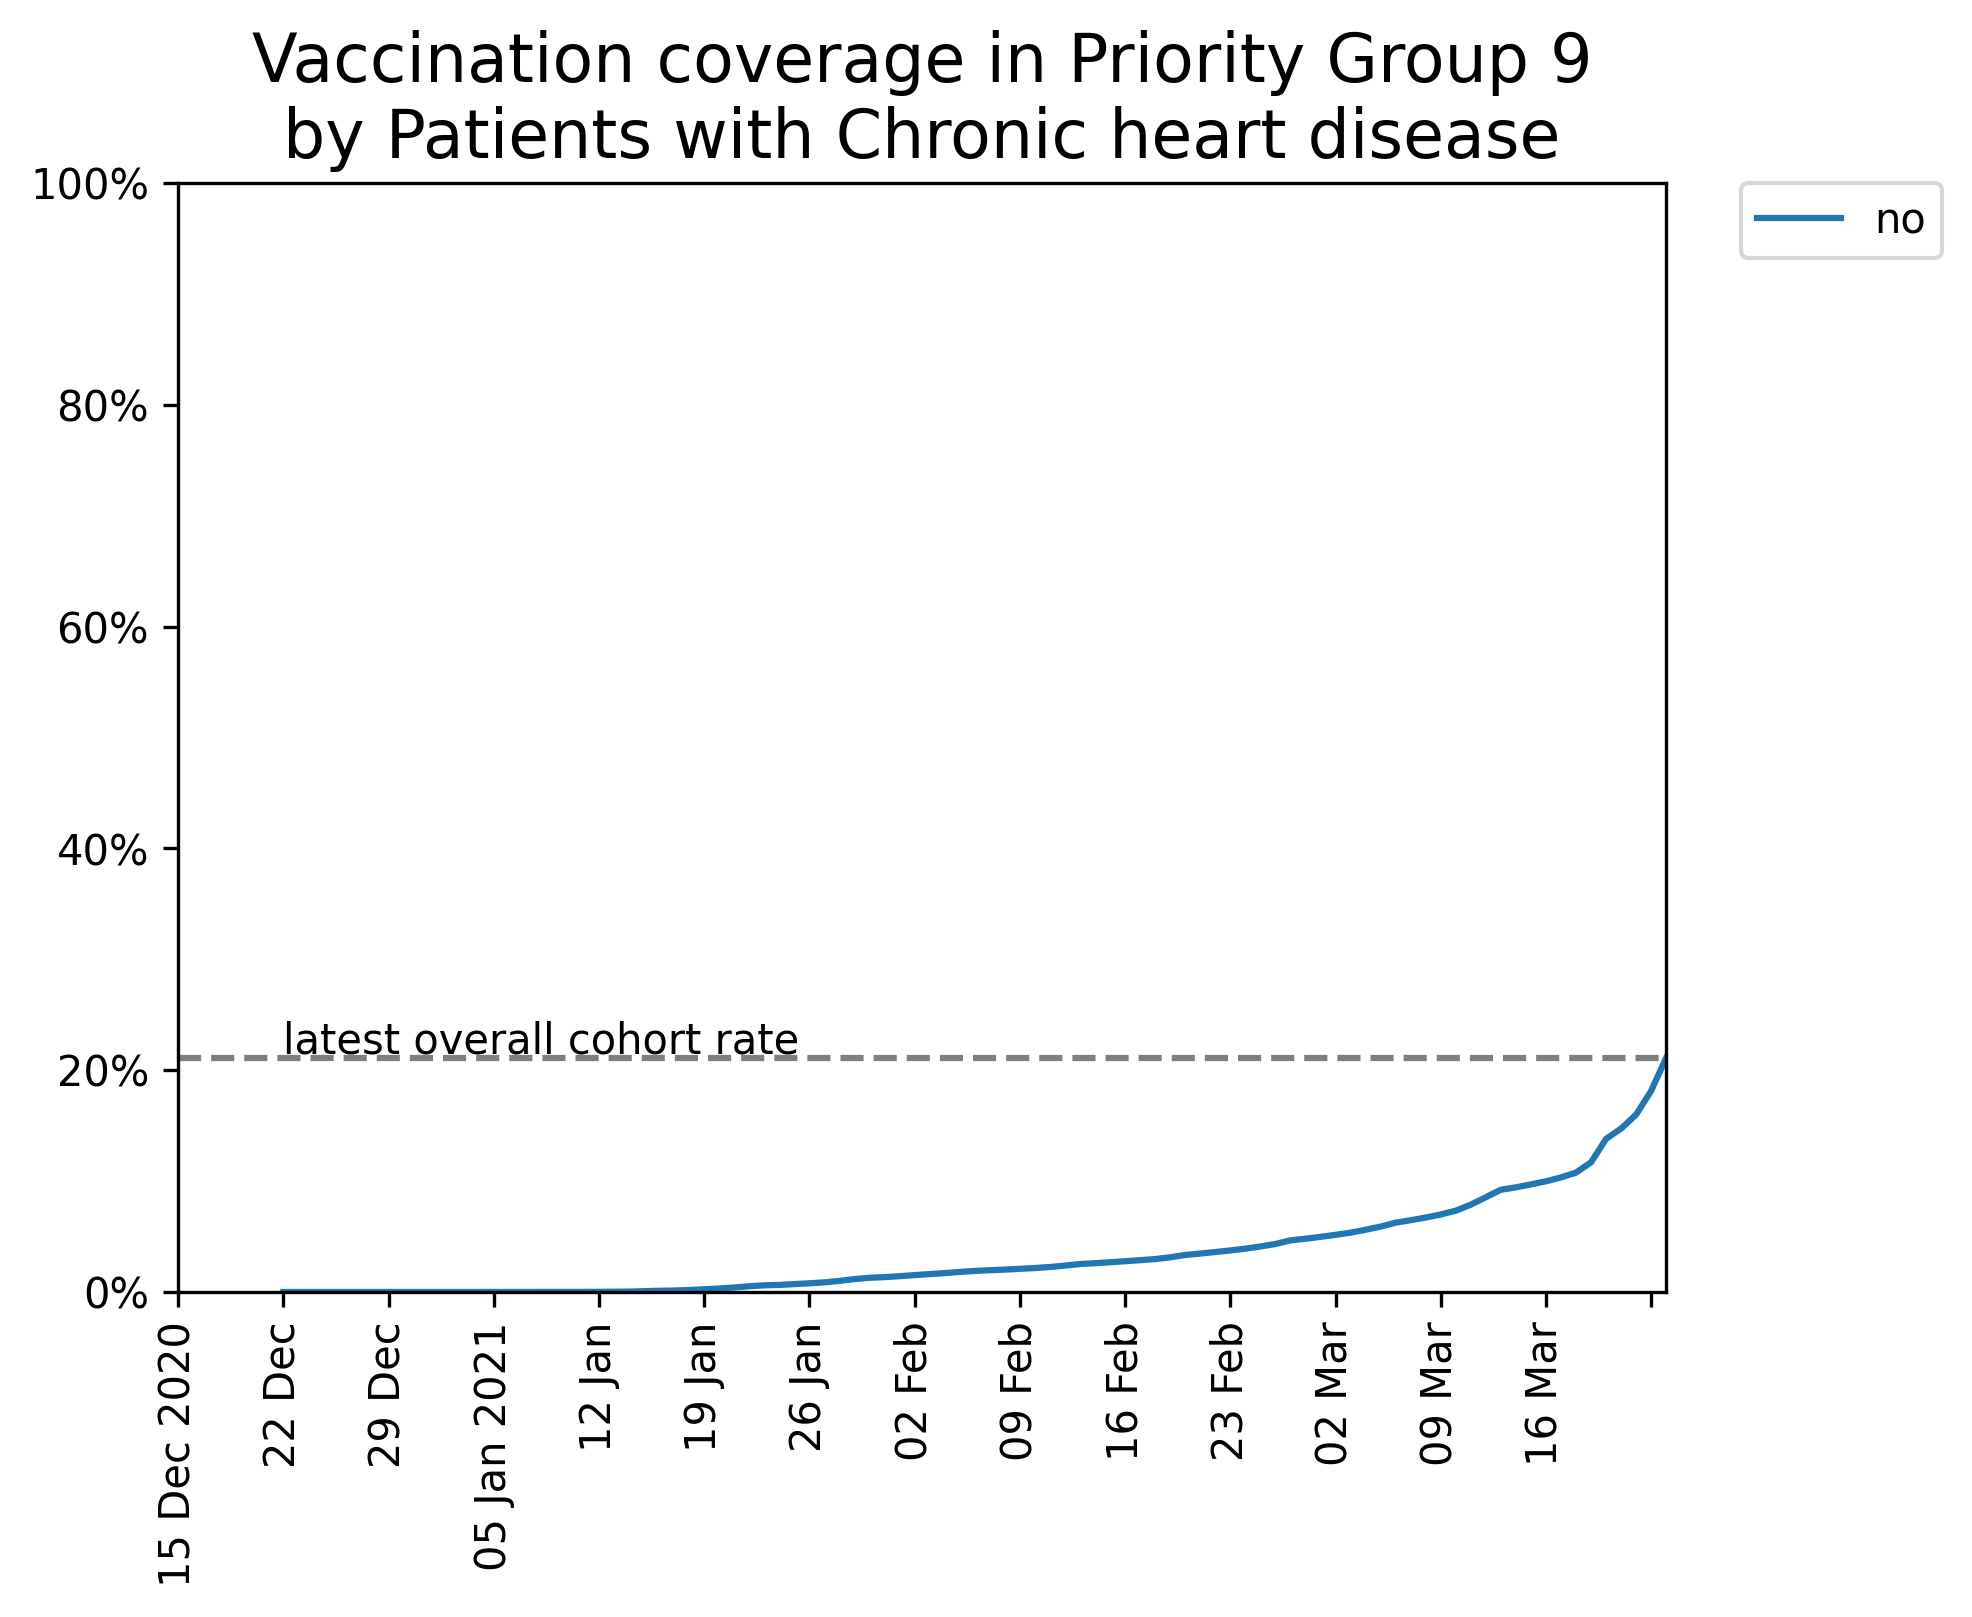 Vaccination coverage in Priority Group 9
by Patients with Chronic heart disease
100%
80%
60%
40%
20%
0%
no
latest overall cohort rate
15 Dec 2020
22 Dec
29 Dec
05 Jan 2021
12 Jan
19 Jan
26 Jan
02 Feb
09 Feb
16 Feb
23 Feb
02 Mar
09 Mar
16 Mar